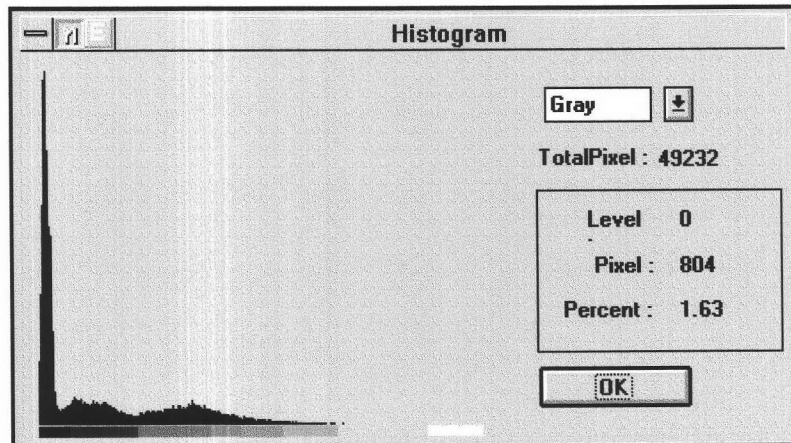 Histogram
Gray
TotalPixel : 49232
Level 0
Pixel : 804
Percent : 1.63
OK